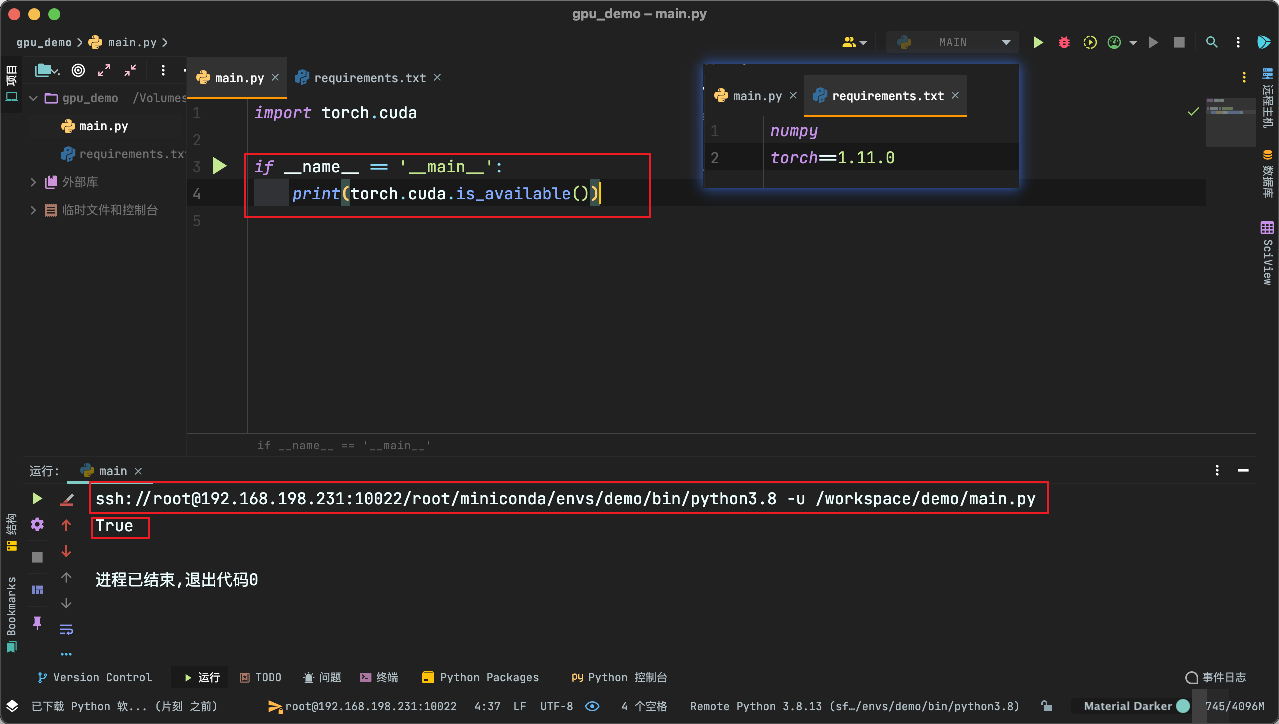 gpu_demo – main.py
gpu_demo
main.py
MAIN
项目
gpu_demo /Volumes
main.py
requirements.tx
外部库
临时文件和控制台
main.py
requirements.txt
1 import torch.cuda
2
3 if __name__ == '__main__':
4 print(torch.cuda.is_available())
5
if __name__ == '__main__'
main.py
requirements.txt
1 numpy
2 torch==1.11.0
远程主机
数据库
SciView
运行:
main
ssh://root@192.168.198.231:10022/root/miniconda/envs/demo/bin/python3.8 -u /workspace/demo/main.py
True
进程已结束,退出代码0
结构
Bookmarks
Version Control
运行
TODO
问题
终端
Python Packages
py Python 控制台
事件日志
已下载 Python 软... (片刻 之前)
root@192.168.198.231:10022
4:37
LF
UTF-8
4 个空格
Remote Python 3.8.13 (sf…/envs/demo/bin/python3.8)
Material Darker
745/4096M